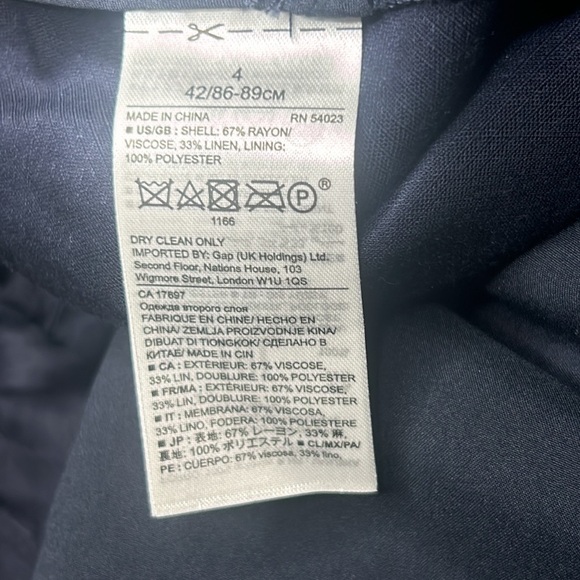 4
42/86-89CM
MADE IN CHINA RN 54023
■ US/GB : SHELL: 67% RAYON/
VISCOSE, 33% LINEN, LINING:
100% POLYESTER
P ®
1166
DRY CLEAN ONLY
IMPORTED BY: Gap (UK Holdings) Ltd.
Second Floor, Nations House, 103
Wigmore Street, London W1U 1QS
CA 17897
Одежда второго слоя
FABRIQUE EN CHINE/ HECHO EN
CHINA/ ZEMLJA PROIZVODNJE KINA/
DIBUAT DI TIONGKOK/ СДЕЛАНО В
КИТАЕ/ MADE IN CIN
■ CA : EXTÉRIEUR: 67% VISCOSE,
33% LIN, DOUBLURE: 100% POLYESTER
■ FR/MA : EXTÉRIEUR: 67% VISCOSE,
33% LIN, DOUBLURE: 100% POLYESTER
■ IT : MEMBRANA: 67% VISCOSA,
33% LINO, FODERA: 100% POLIESTERE
■ JP : 表地: 67% レーヨン, 33% 麻,
裏地: 100% ポリエステル ■ CL/MX/PA/
PE : CUERPO: 67% viscosa, 33% lino,